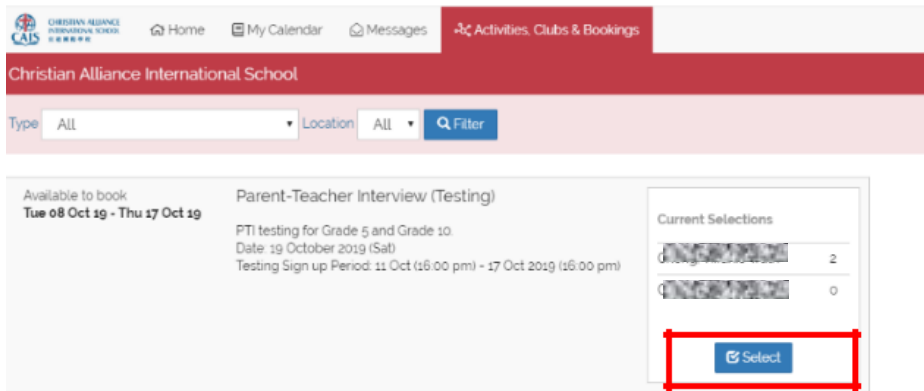 CHRISTIAN ALLIANCE
INTERNATIONAL SCHOOL
CAIS
Home
My Calendar
Messages
Activities, Clubs & Bookings
Christian Alliance International School
Type
All
Location
All
Filter
Available to book
Tue 08 Oct 19 - Thu 17 Oct 19
Parent-Teacher Interview (Testing)
PTI testing for Grade 5 and Grade 10.
Date: 19 October 2019 (Sat)
Testing Sign up Period: 11 Oct (16:00 pm) - 17 Oct 2019 (16:00 pm)
Current Selections
2
0
Select